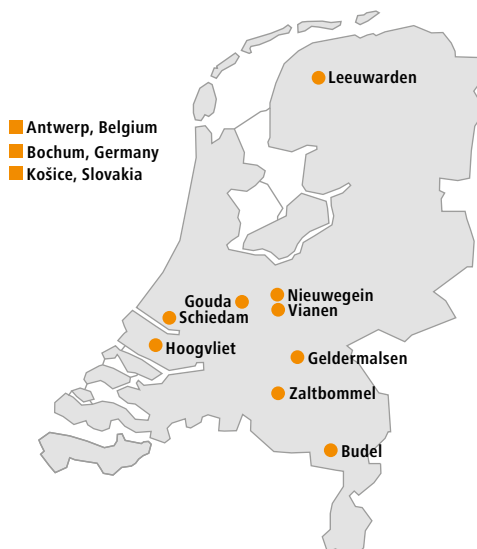 Leeuwarden
Antwerp, Belgium
Bochum, Germany
Košice, Slovakia
Nieuwegein
Gouda
Vianen
Schiedam
Hoogvliet
Geldermalsen
Zaltbommel
Budel